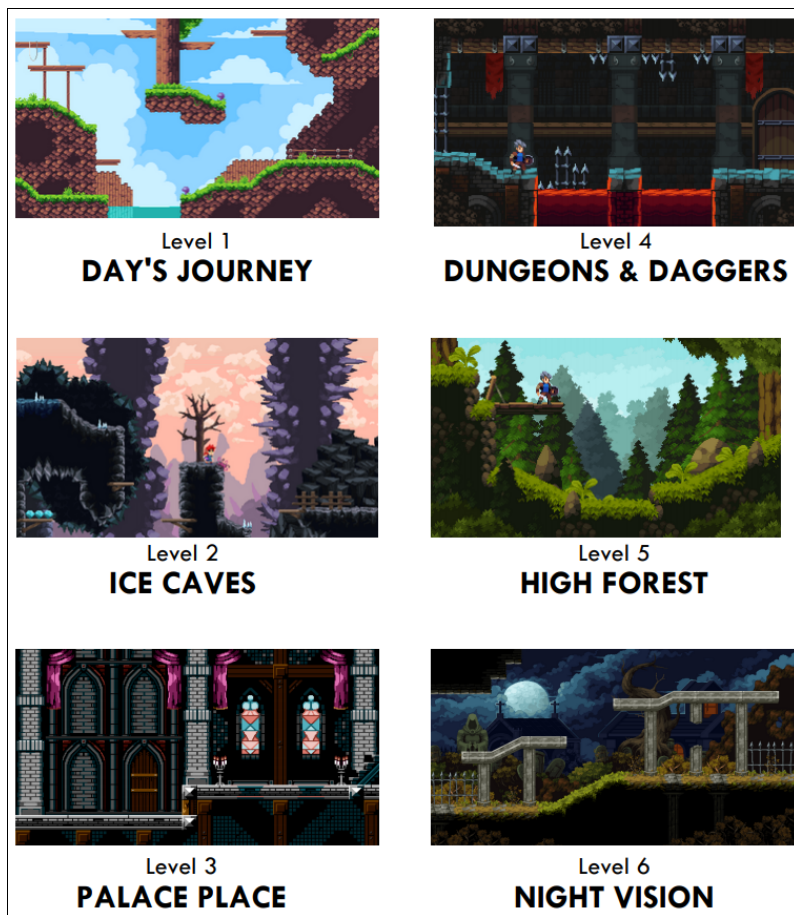 Level 1
DAY'S JOURNEY
Level 4
DUNGEONS & DAGGERS
Level 2
ICE CAVES
Level 5
HIGH FOREST
Level 3
PALACE PLACE
Level 6
NIGHT VISION